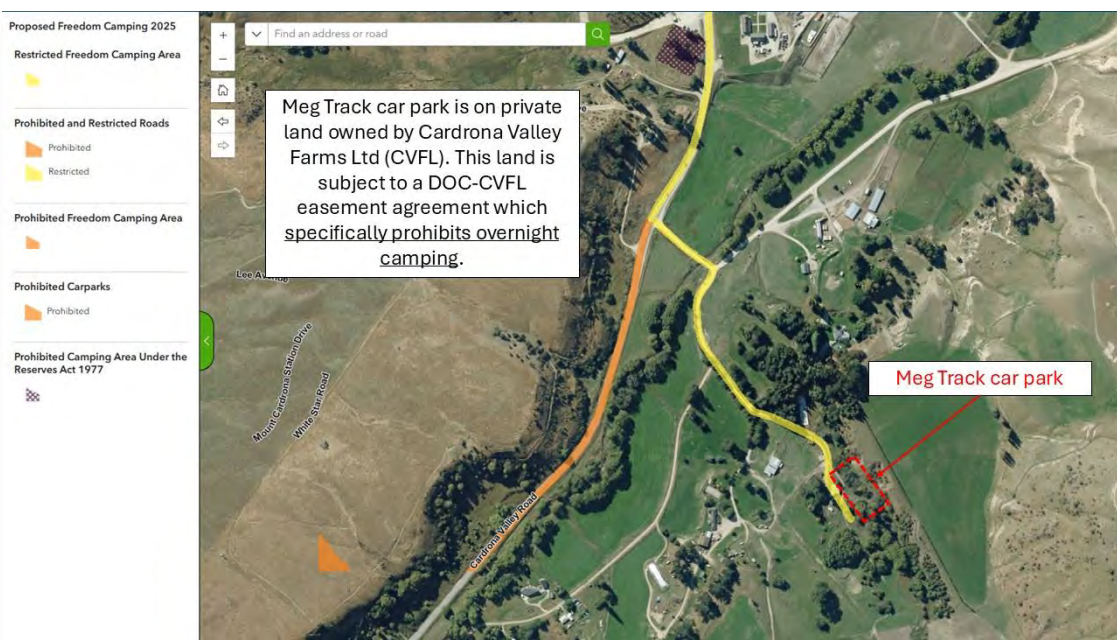 Proposed Freedom Camping 2025
Restricted Freedom Camping Area
Prohibited and Restricted Roads
Prohibited
Restricted
Prohibited Freedom Camping Area
Prohibited Carparks
Prohibited
Prohibited Camping Area Under the
Reserves Act 1977
Find an address or road
Meg Track car park is on private
land owned by Cardrona Valley
Farms Ltd (CVFL). This land is
subject to a DOC-CVFL
easement agreement which
specifically prohibits overnight
camping.
Mount Cardrona Station Drive
White Star Road
Cardrona Valley Road
Meg Track car park